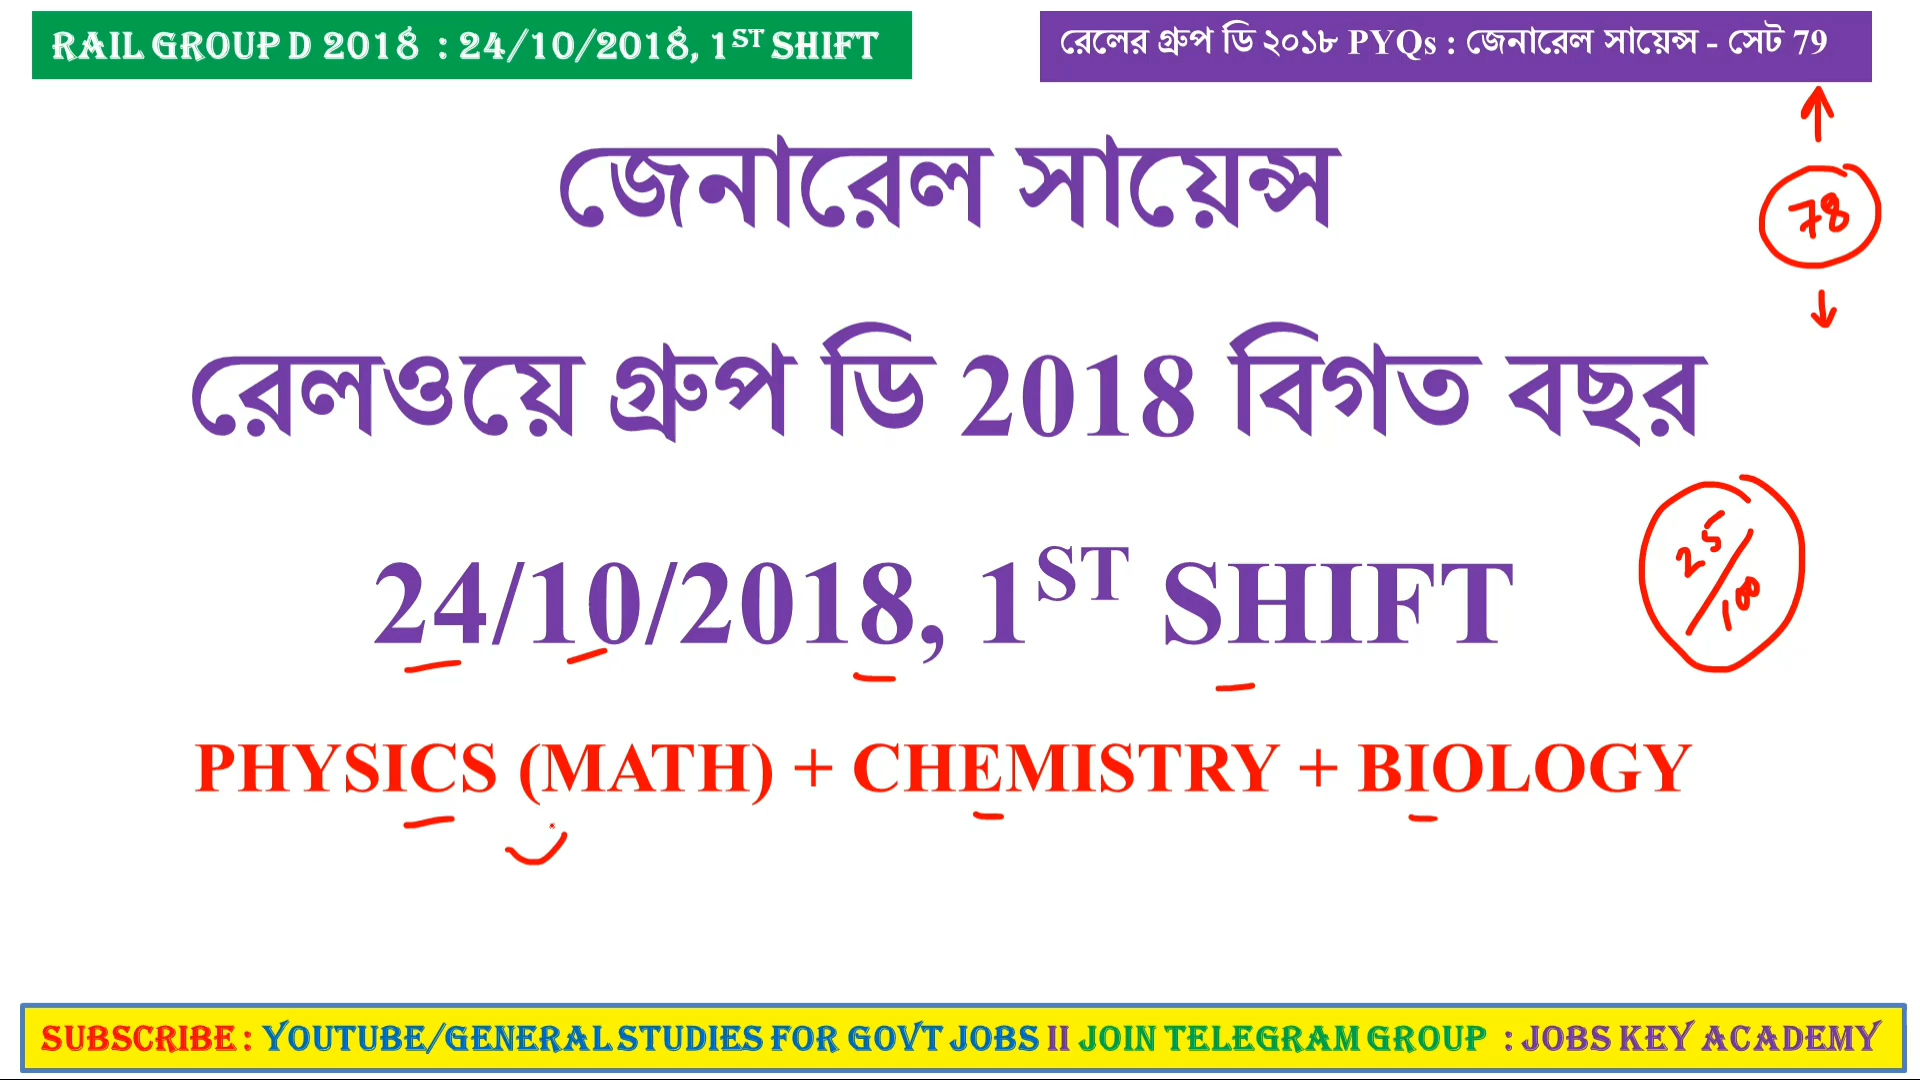 RAIL GROUP D 2018 : 24/10/2018, 1ST SHIFT
রেলের গ্রুপ ডি ২০১৮ PYQs : জেনারেল সায়েন্স - সেট 79
78
জেনারেল সায়েন্স
রেলওয়ে গ্রুপ ডি 2018 বিগত বছর
25/100
24/10/2018, 1ST SHIFT
PHYSICS (MATH) + CHEMISTRY + BIOLOGY
SUBSCRIBE : YOUTUBE/GENERAL STUDIES FOR GOVT JOBS II JOIN TELEGRAM GROUP : JOBS KEY ACADEMY